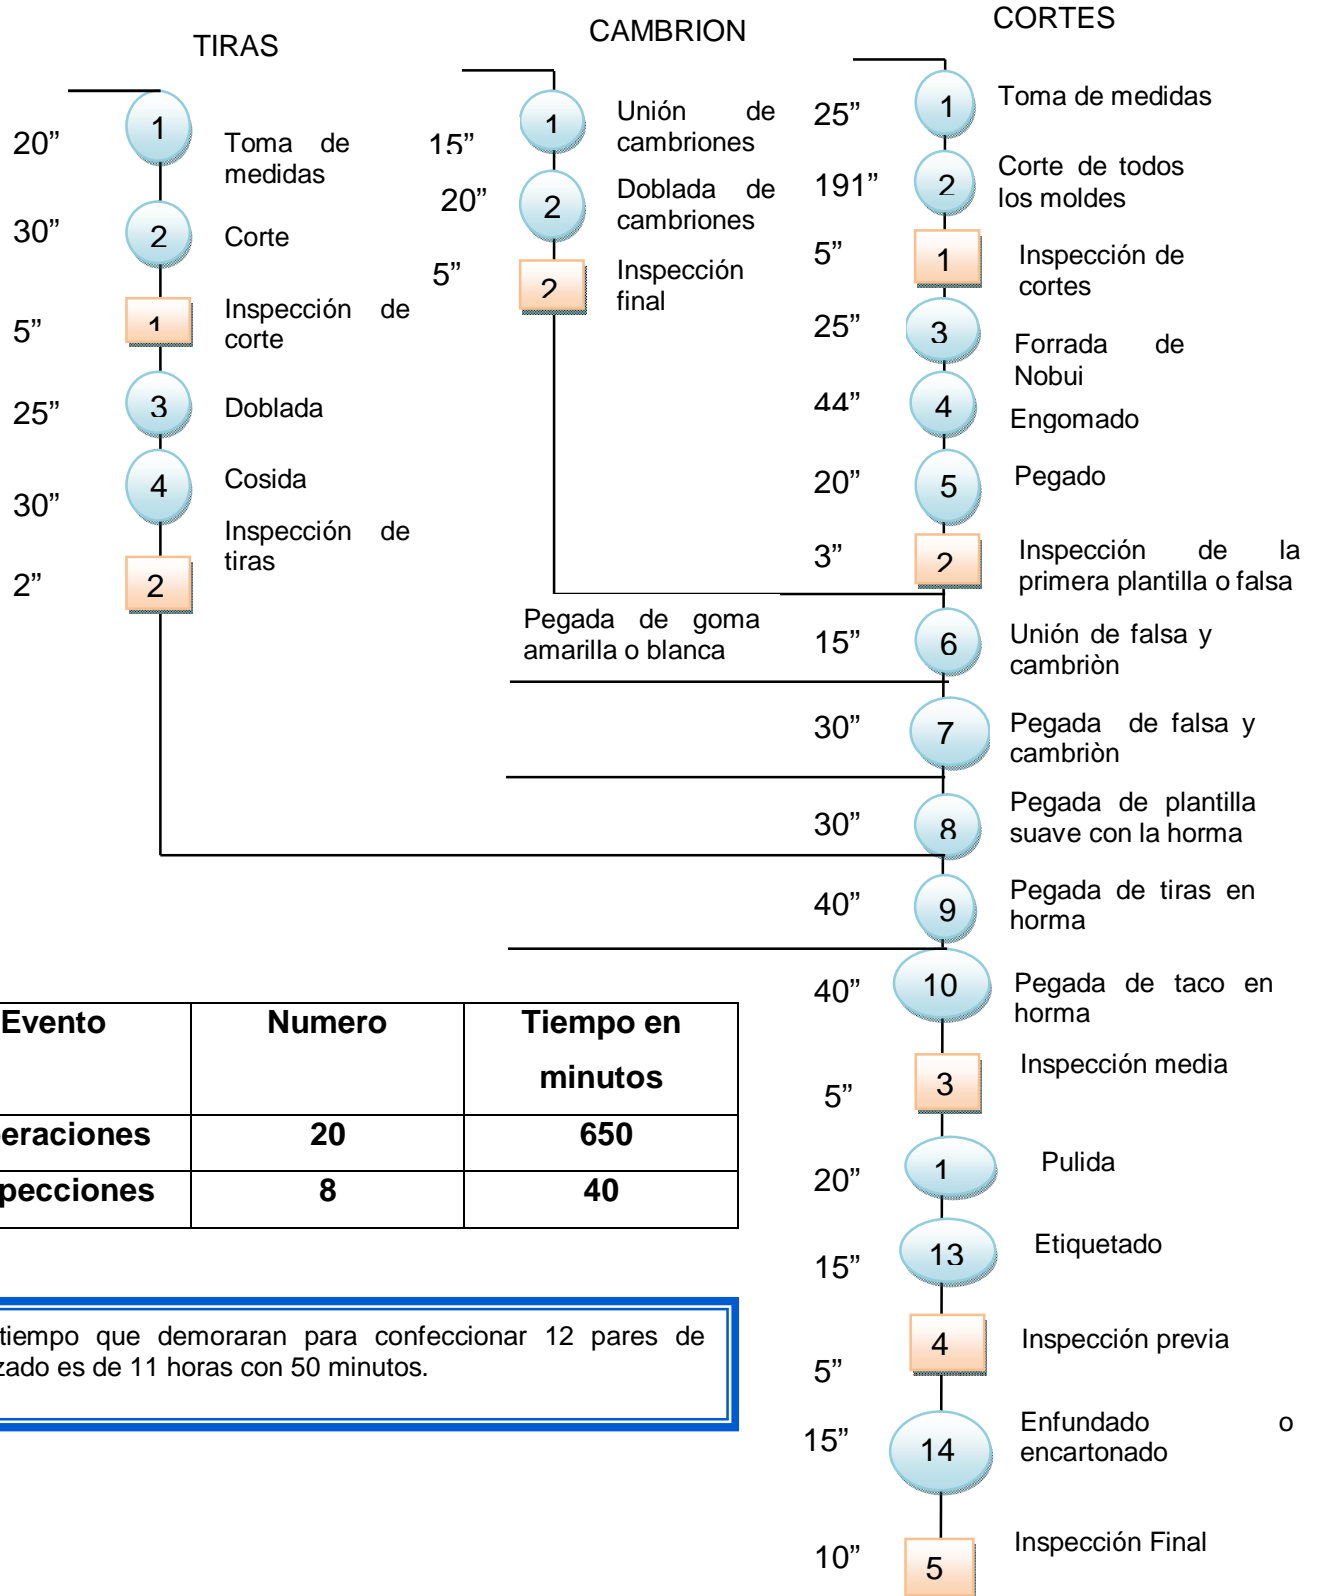 TIRAS
20”
1
Toma de
medidas
30”
2
Corte
5”
1
Inspección de
corte
25”
3
Doblada
30”
4
Cosida
2”
2
Inspección de
tiras
CAMBRION
15”
1
Unión de
cambriones
20”
2
Doblada de
cambriones
5”
2
Inspección
final
Pegada de goma
amarilla o blanca
CORTES
25”
1
Toma de medidas
191”
2
Corte de todos
los moldes
5”
1
Inspección de
cortes
25”
3
Forrada de
Nobui
44”
4
Engomado
20”
5
Pegado
3”
2
Inspección de la
primera plantilla o falsa
15”
6
Unión de falsa y
cambriòn
30”
7
Pegada de falsa y
cambriòn
30”
8
Pegada de plantilla
suave con la horma
40”
9
Pegada de tiras en
horma
40”
10
Pegada de taco en
horma
5”
3
Inspección media
20”
1
Pulida
15”
13
Etiquetado
5”
4
Inspección previa
15”
14
Enfundado o
encartonado
10”
5
Inspección Final
Evento Numero Tiempo en
minutos
eraciones 20 650
pecciones 8 40
tiempo que demoraran para confeccionar 12 pares de
zado es de 11 horas con 50 minutos.